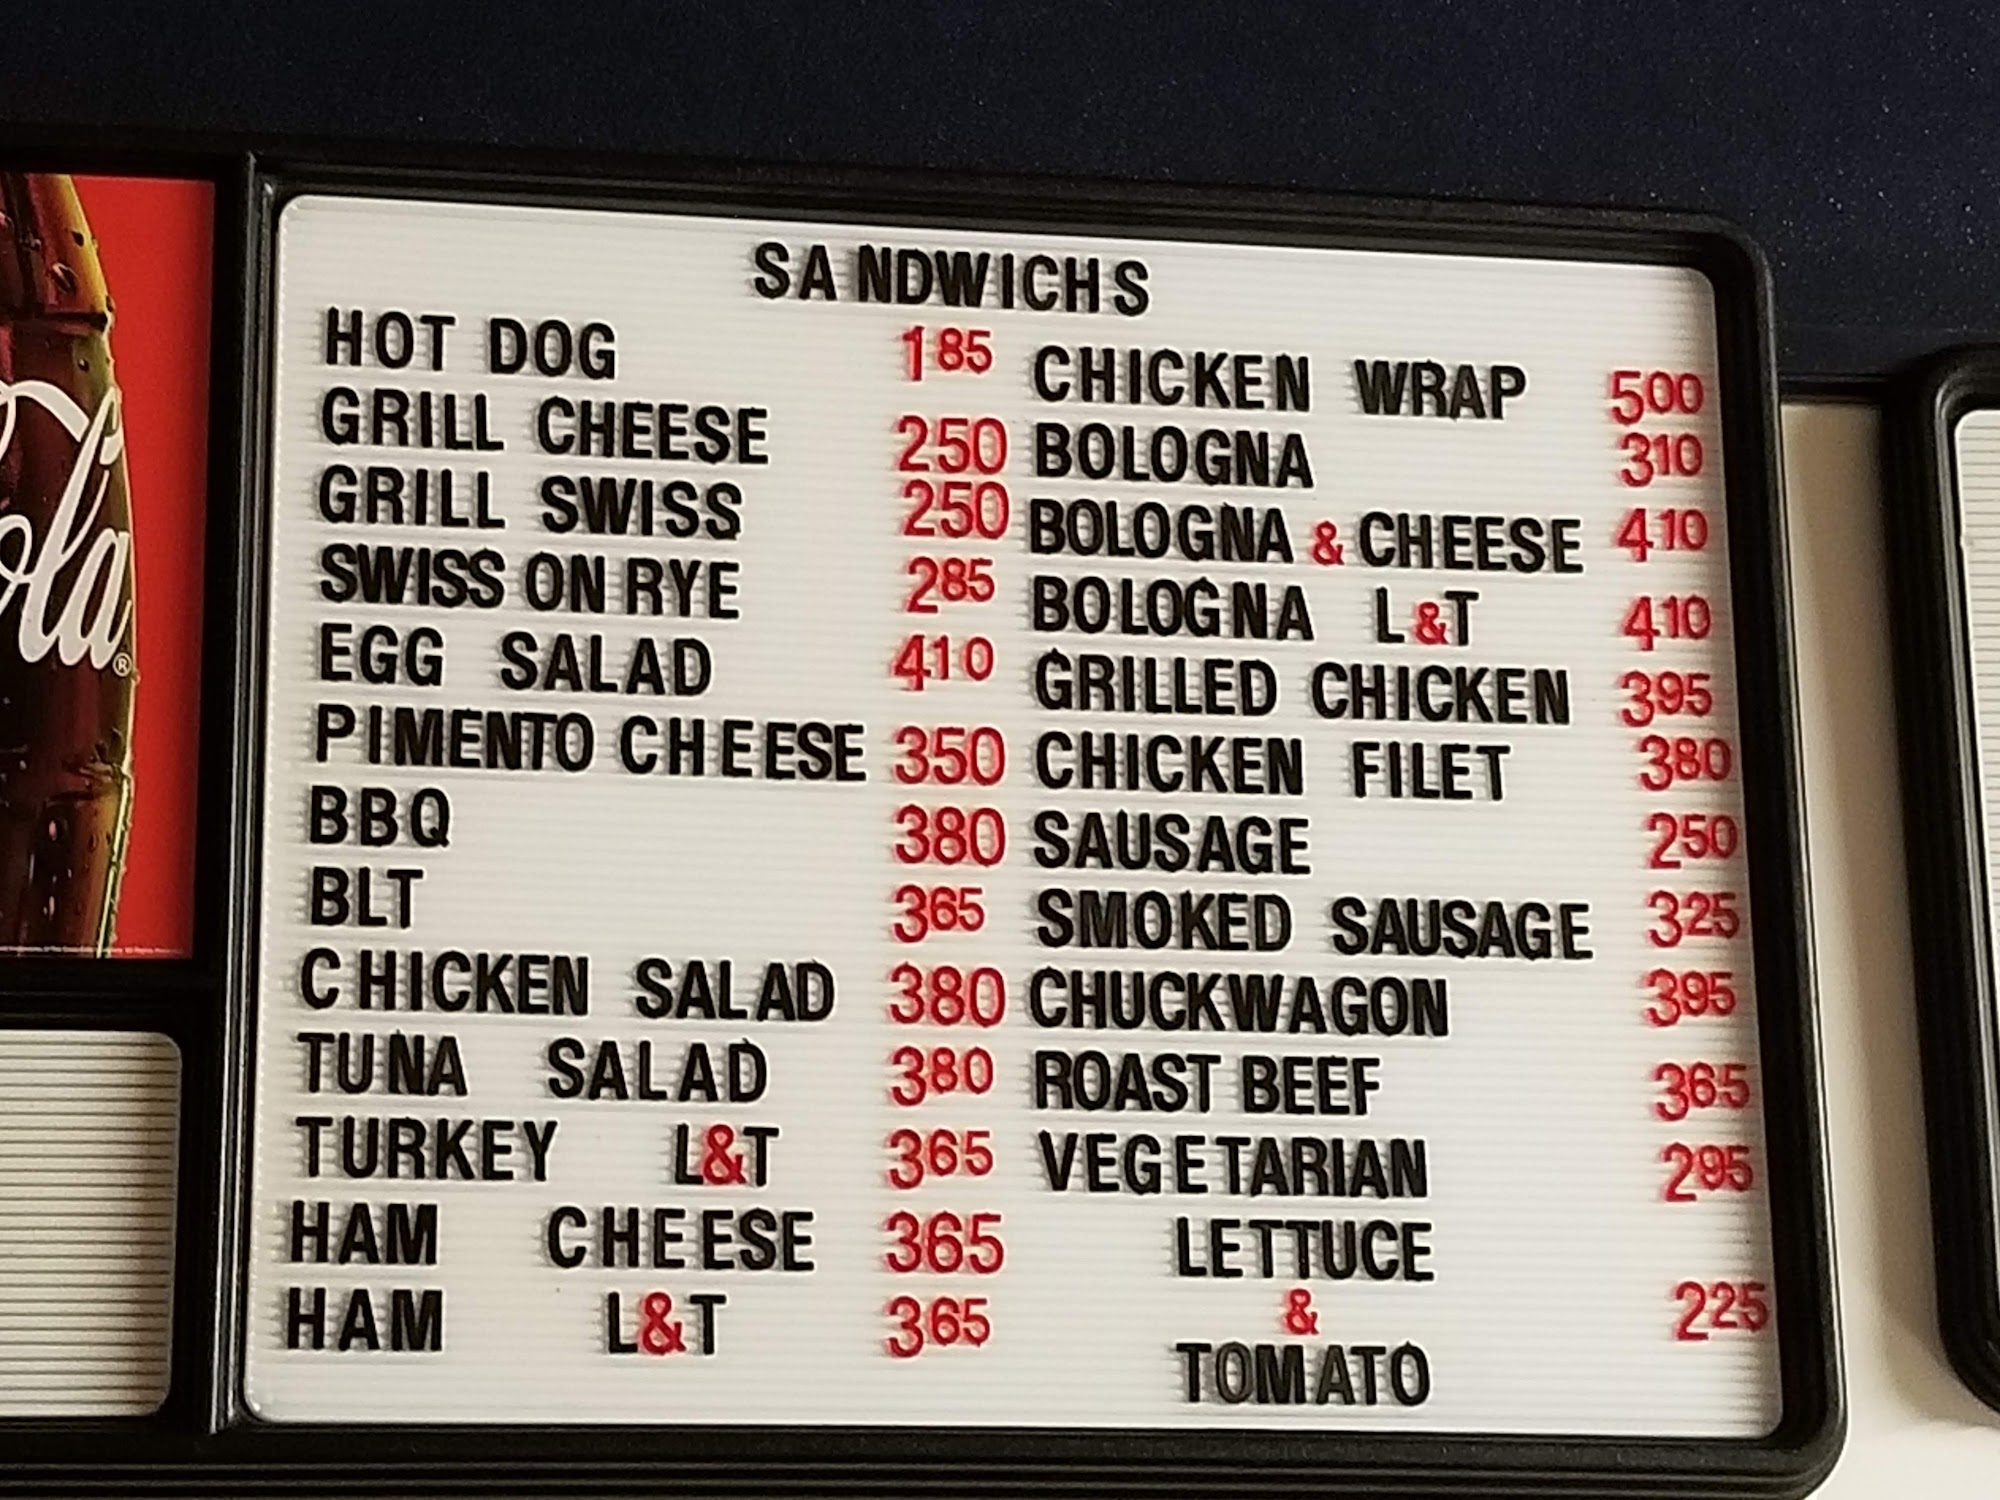 SANDWICHS
HOT DOG 185
GRILL CHEESE 250
GRILL SWISS 250
SWISS ON RYE 285
EGG SALAD 410
PIMENTO CHEESE 350
BBQ 380
BLT 365
CHICKEN SALAD 380
TUNA SALAD 380
TURKEY L&T 365
HAM CHEESE 365
HAM L&T 365
CHICKEN WRAP 500
BOLOGNA 310
BOLOGNA & CHEESE 410
BOLOGNA L&T 410
GRILLED CHICKEN 395
CHICKEN FILET 380
SAUSAGE 250
SMOKED SAUSAGE 325
CHUCKWAGON 395
ROAST BEEF 365
VEGETARIAN 295
LETTUCE
& 225
TOMATO
ola®